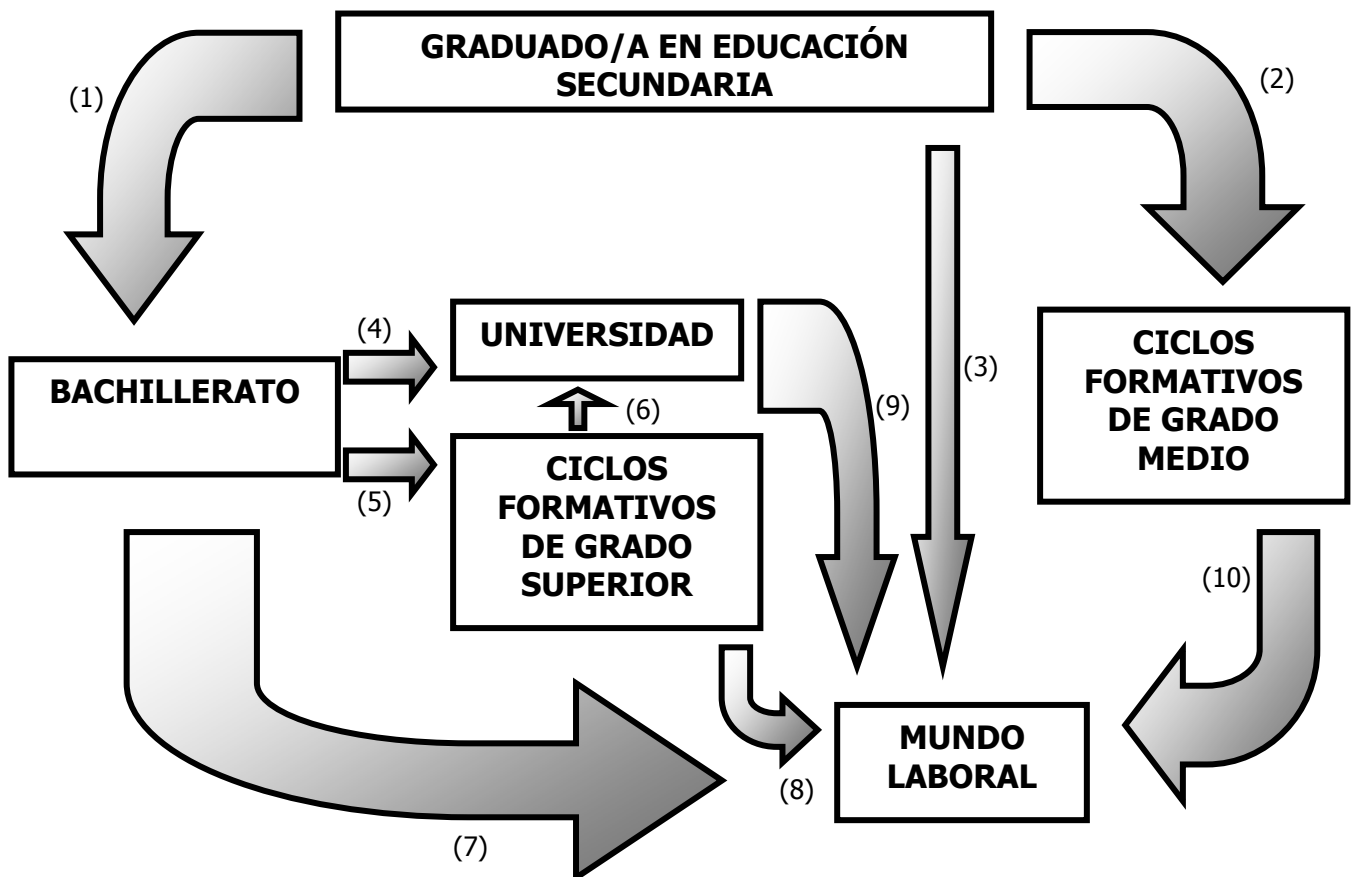 GRADUADO/A EN EDUCACIÓN
SECUNDARIA
(1)
(2)
(3)
(4)
UNIVERSIDAD
BACHILLERATO
(5)
(6)
(9)
CICLOS
FORMATIVOS
DE GRADO
SUPERIOR
CICLOS
FORMATIVOS
DE GRADO
MEDIO
(10)
MUNDO
LABORAL
(8)
(7)